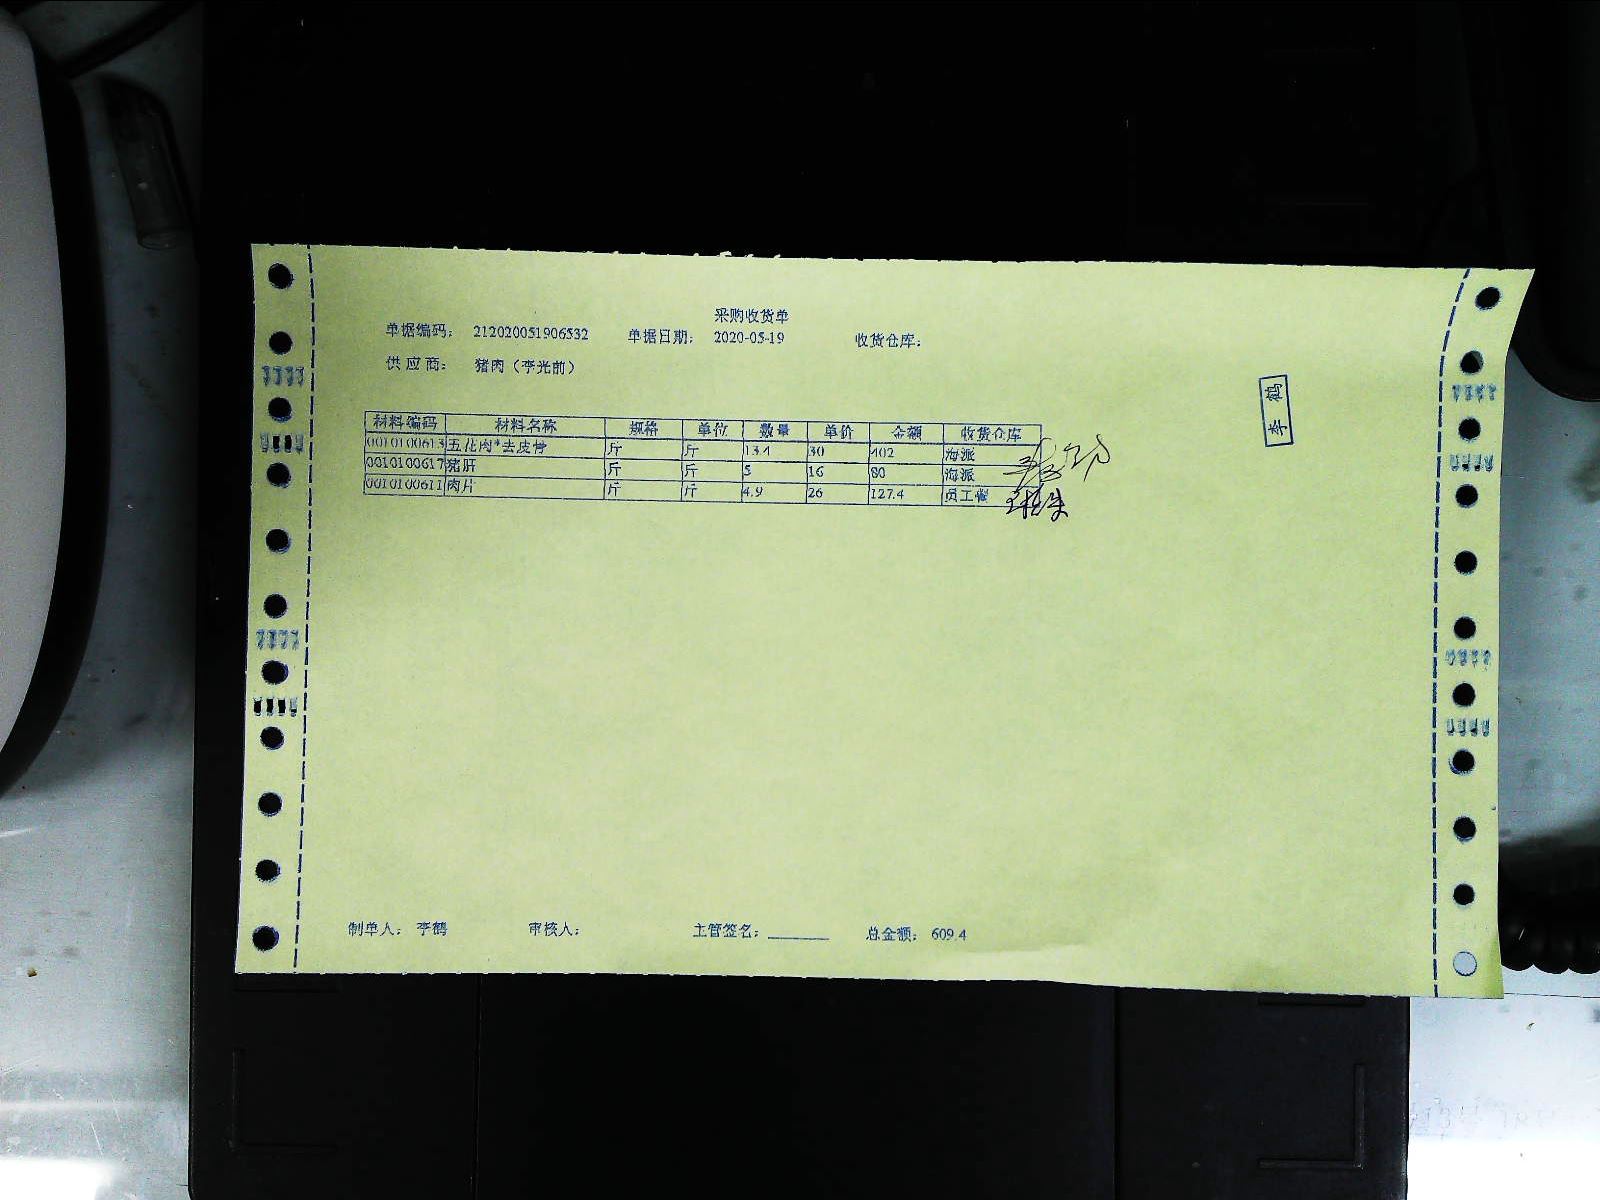 采购收货单
单据编码： 212020051906532 单据日期： 2020-05-19 收货仓库：
供应商： 猪肉（李光前）
李鹤
材料编码 材料名称 规格 单位 数量 单价 金额 收货仓库
0010100613 五花肉*去皮骨 斤 斤 13.4 30 402 海派
0010100617 猪肝 斤 斤 5 16 80 海派
0010100611 肉片 斤 斤 4.9 26 127.4 员工餐
制单人： 李鹤 审核人： 主管签名： 总金额： 609.4